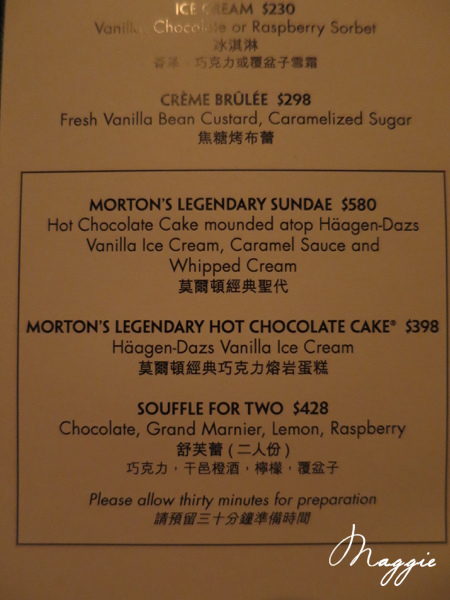 ICE CREAM $230
Vanilla, Chocolate or Raspberry Sorbet
冰淇淋
香草，巧克力或覆盆子雪霜
CRÈME BRÛLÉE $298
Fresh Vanilla Bean Custard, Caramelized Sugar
焦糖烤布蕾
MORTON'S LEGENDARY SUNDAE $580
Hot Chocolate Cake mounded atop Häagen-Dazs
Vanilla Ice Cream, Caramel Sauce and
Whipped Cream
莫爾頓經典聖代
MORTON'S LEGENDARY HOT CHOCOLATE CAKE® $398
Häagen-Dazs Vanilla Ice Cream
莫爾頓經典巧克力熔岩蛋糕
SOUFFLE FOR TWO $428
Chocolate, Grand Marnier, Lemon, Raspberry
舒芙蕾 ( 二人份 )
巧克力，干邑橙酒，檸檬，覆盆子
Please allow thirty minutes for preparation
請預留三十分鐘準備時間
Maggie